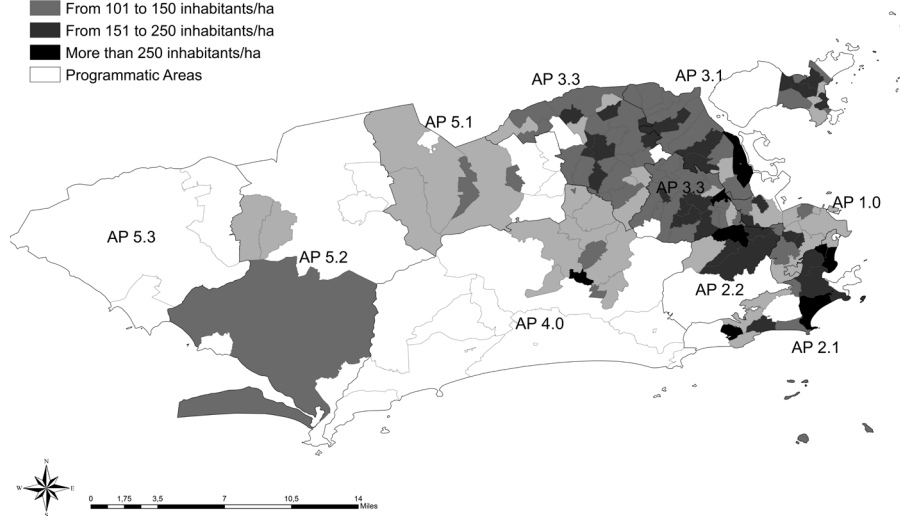 From 101 to 150 inhabitants/ha
From 151 to 250 inhabitants/ha
More than 250 inhabitants/ha
Programmatic Areas
AP 3.3
AP 3.1
AP 5.1
AP 3.3
AP 1.0
AP 5.3
AP 5.2
AP 2.2
AP 4.0
AP 2.1
N
W
E
S
0 1,75 3,5 7 10,5 14
Miles